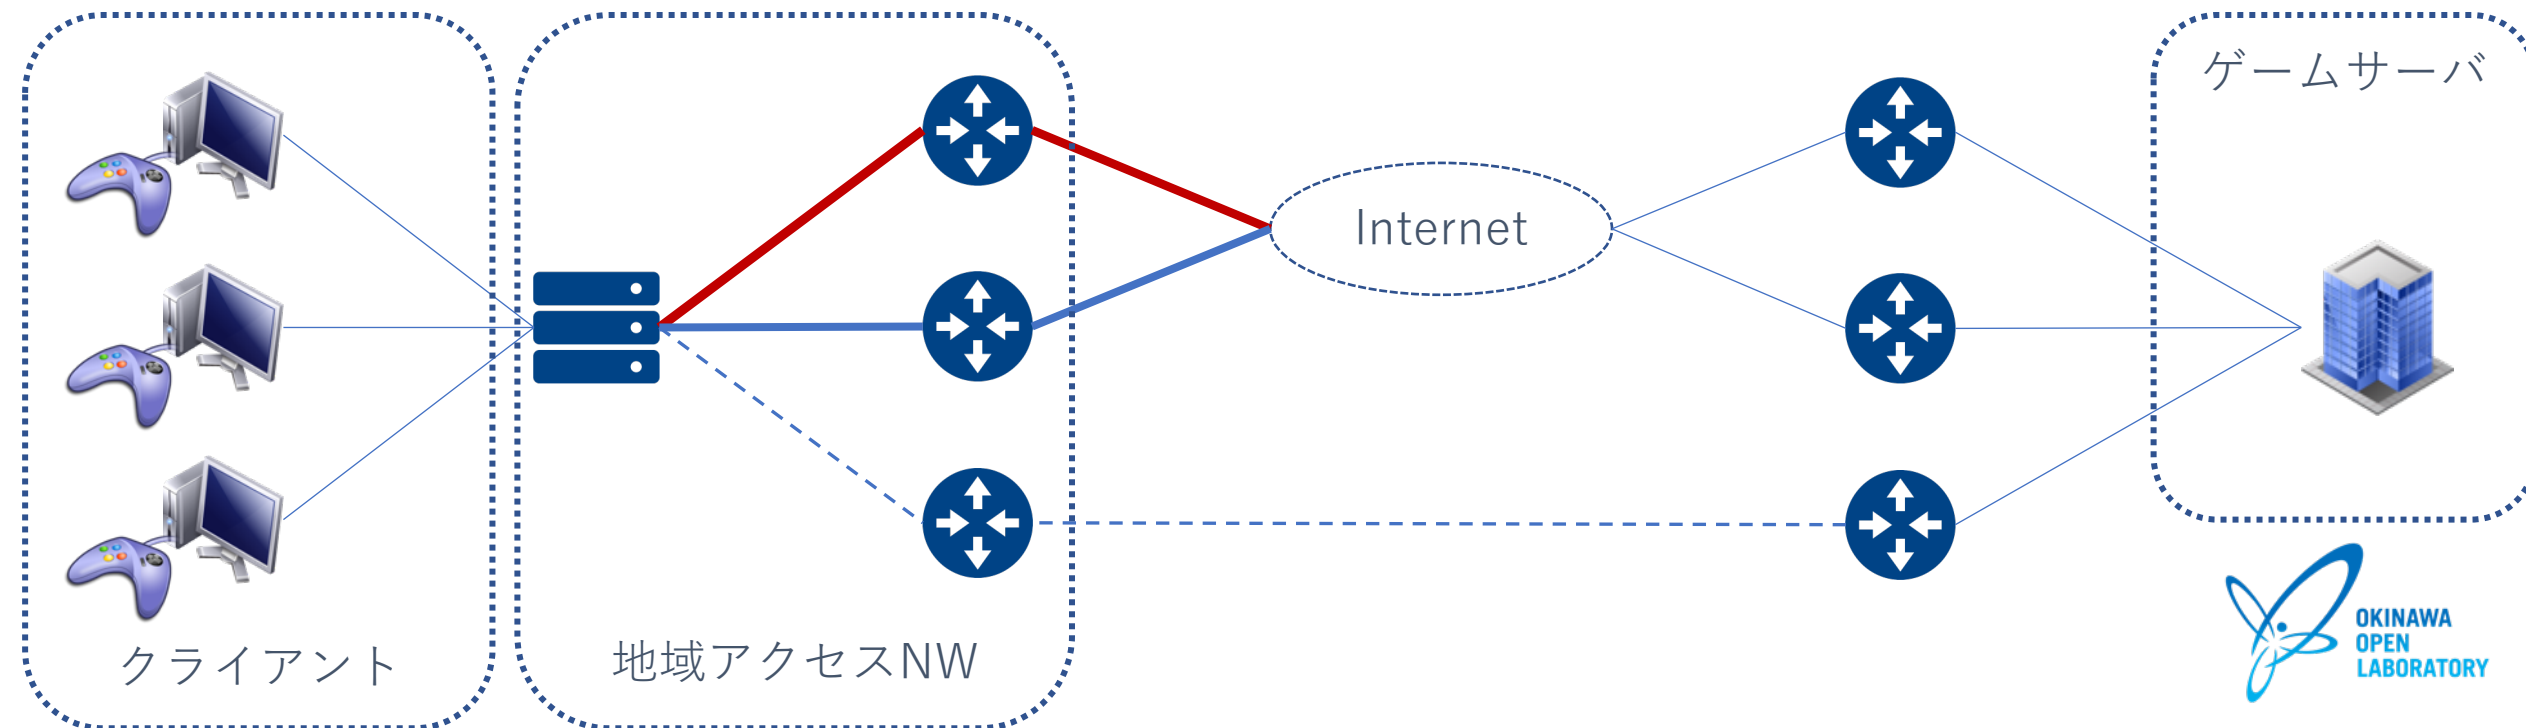 ゲームサーバ
Internet
クライアント
地域アクセスNW
OKINAWA
OPEN
LABORATORY